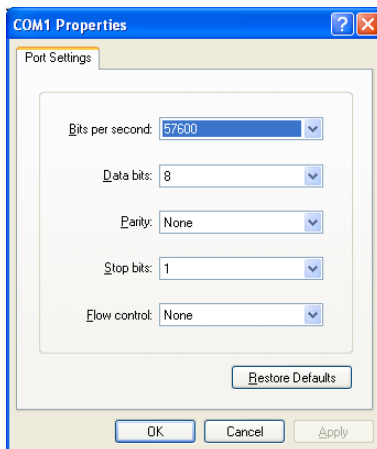 COM1 Properties
Port Settings
Bits per second: 57600
Data bits: 8
Parity: None
Stop bits: 1
Flow control: None
Restore Defaults
OK Cancel Apply